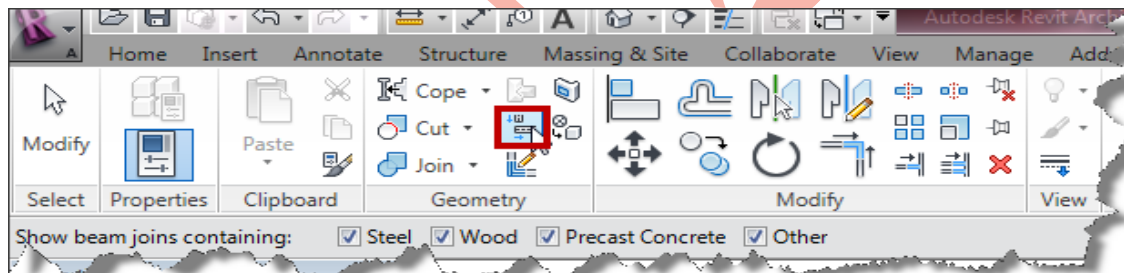 A Autodesk Revit Arch
A Home Insert Annotate Structure Massing & Site Collaborate View Manage Add
Cope
Cut
Modify Paste
Join
Select Properties Clipboard Geometry Modify View
Show beam joins containing: Steel Wood Precast Concrete Other